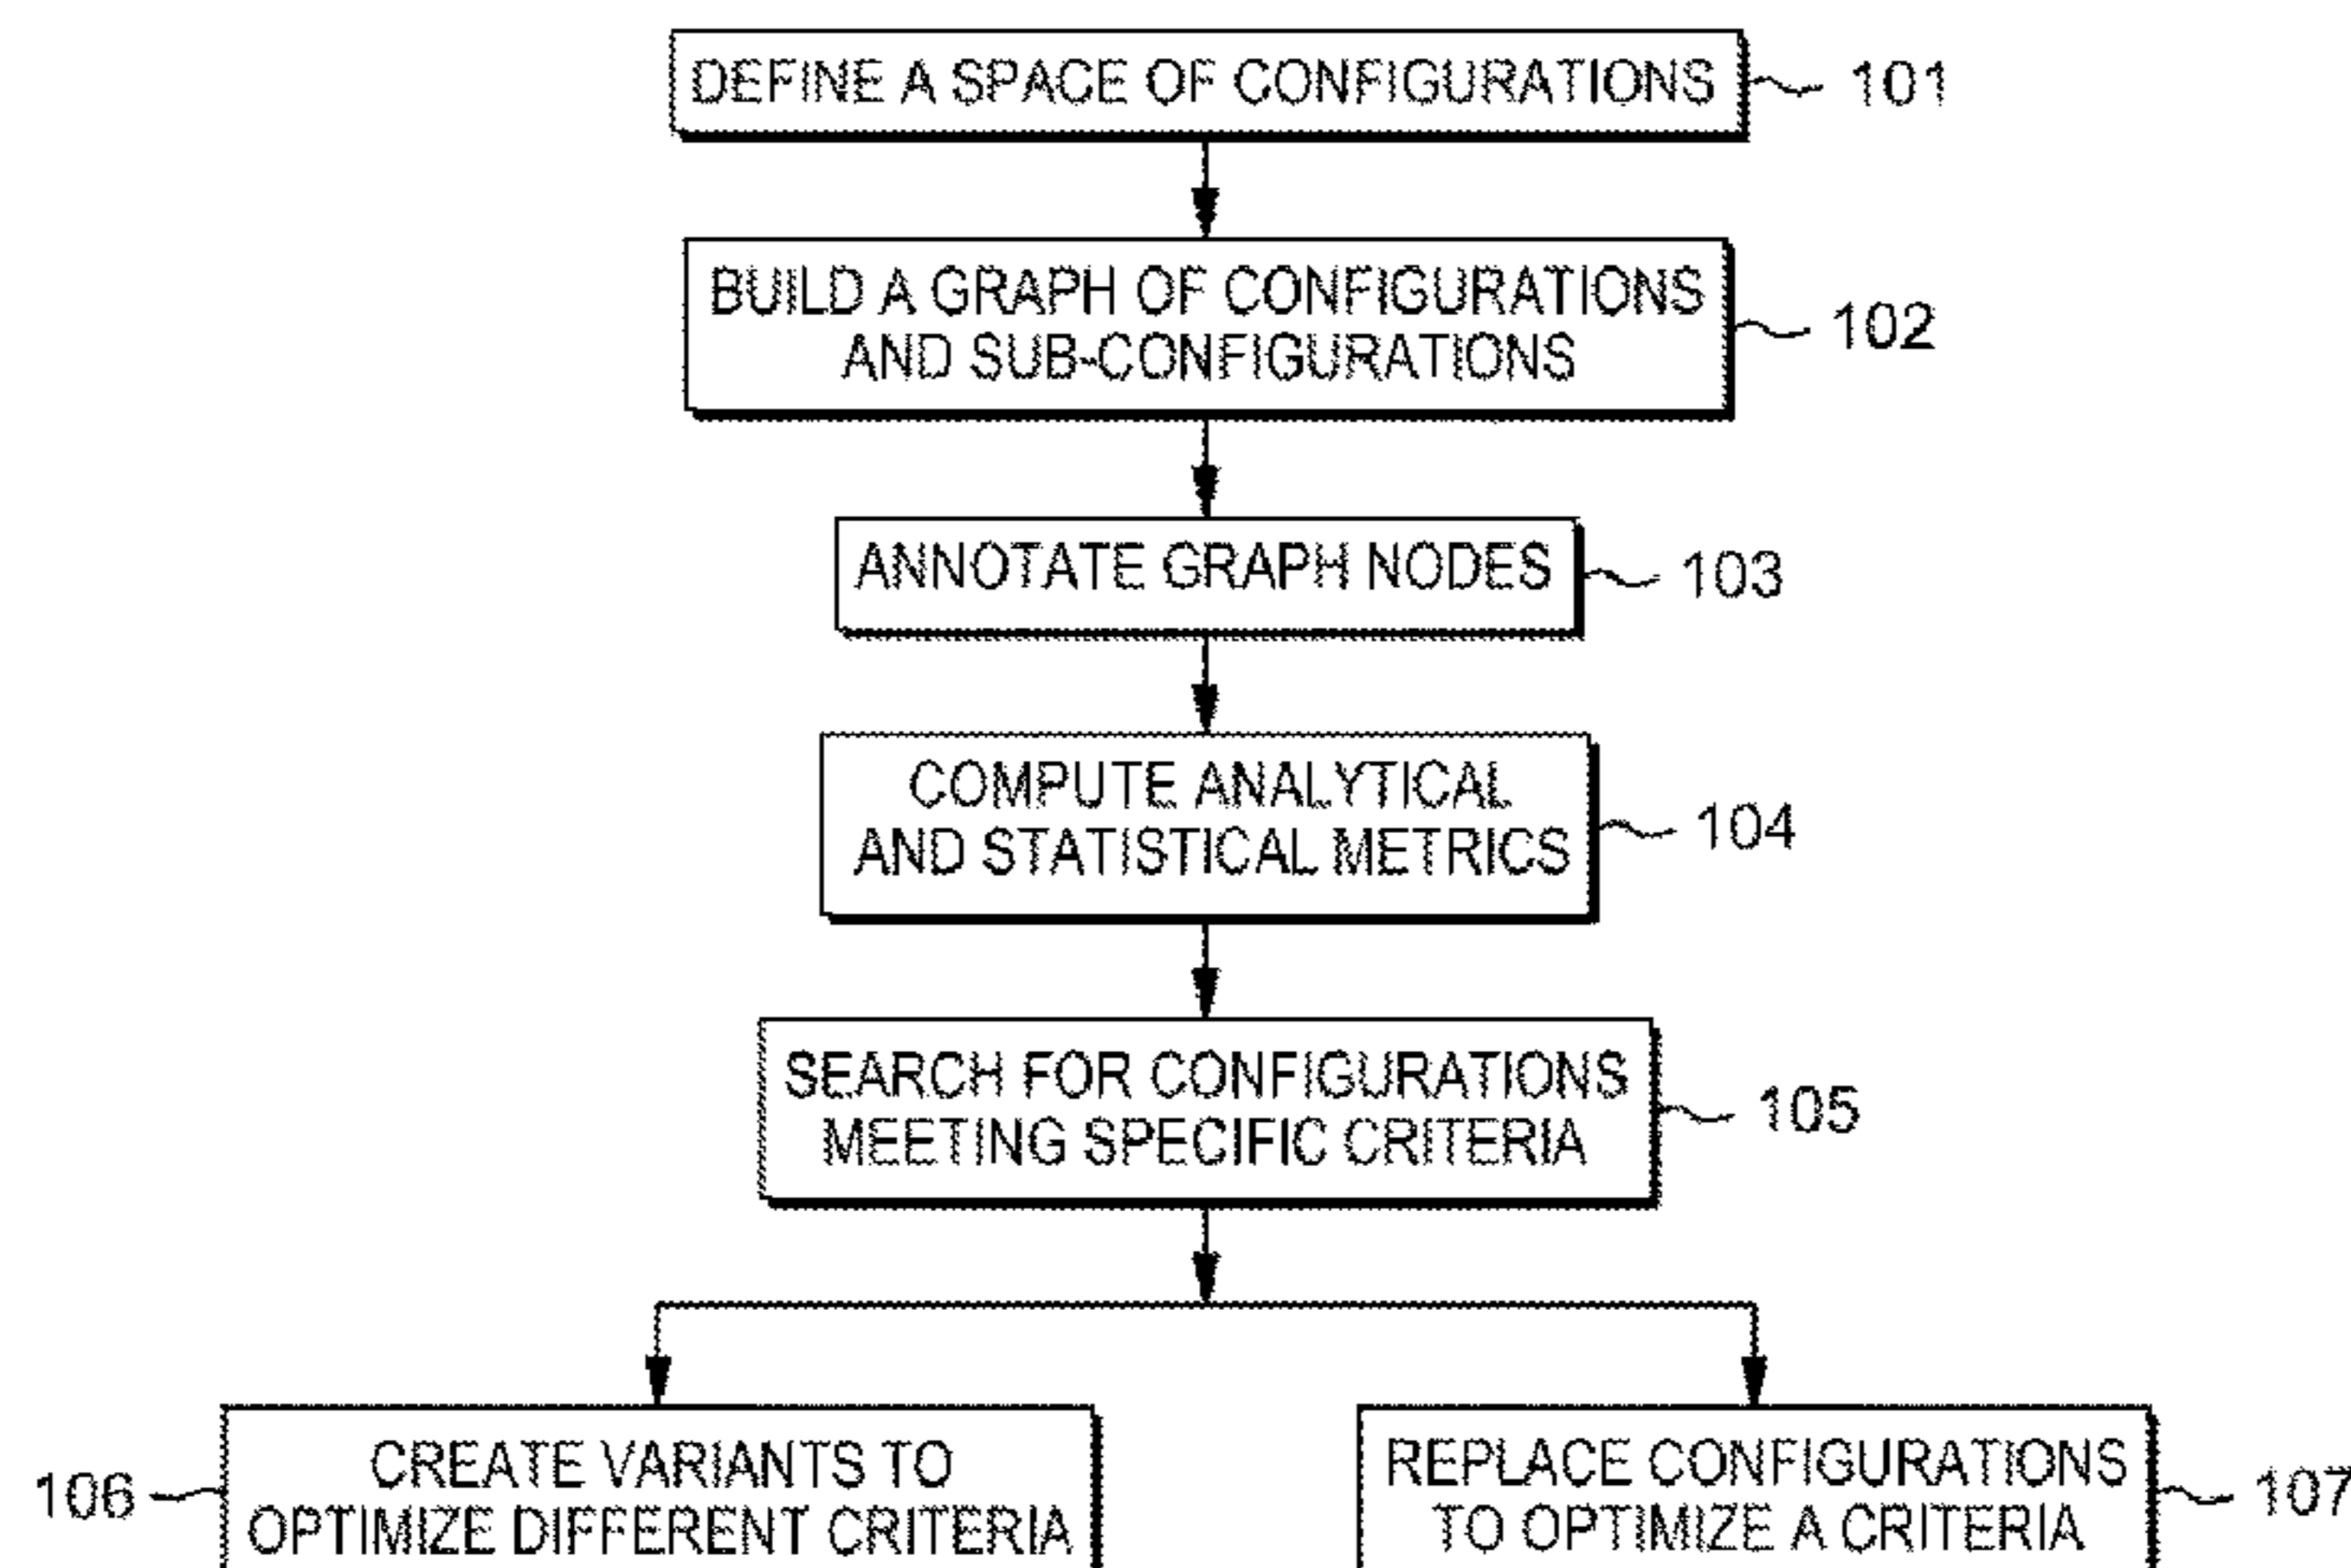 DEFINE A SPACE OF CONFIGURATIONS 101
BUILD A GRAPH OF CONFIGURATIONS
AND SUB-CONFIGURATIONS
102
ANNOTATE GRAPH NODES 103
COMPUTE ANALYTICAL
AND STATISTICAL METRICS
104
SEARCH FOR CONFIGURATIONS
MEETING SPECIFIC CRITERIA
105
106
CREATE VARIANTS TO
OPTIMIZE DIFFERENT CRITERIA
REPLACE CONFIGURATIONS
TO OPTIMIZE A CRITERIA
107